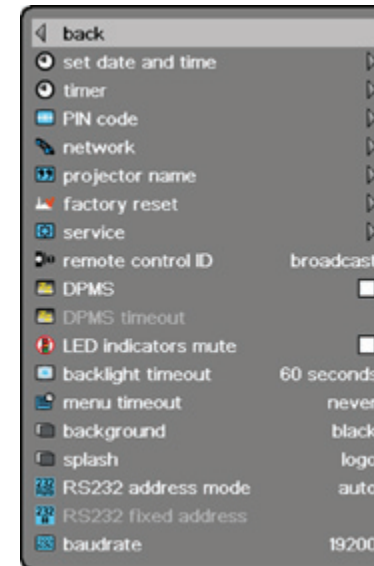 back
set date and time
timer
PIN code
network
projector name
factory reset
service
remote control ID broadcast
DPMS
DPMS timeout
LED indicators mute
backlight timeout 60 seconds
menu timeout never
background black
splash logo
RS232 address mode auto
RS232 fixed address
baudrate 19200